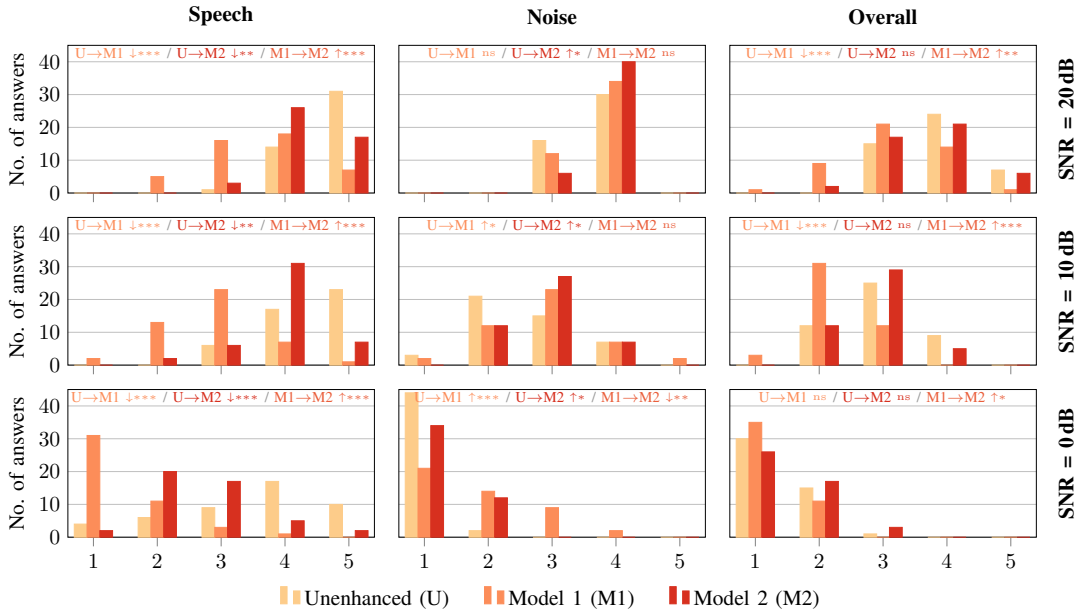 Speech Noise Overall
U→M1 ↓*** / U→M2 ↓** / M1→M2 ↑***
U→M1 ns / U→M2 ↑* / M1→M2 ns
U→M1 ↓*** / U→M2 ns / M1→M2 ↑**
No. of answers
40
30
20
10
0
SNR = 20 dB
U→M1 ↓*** / U→M2 ↓** / M1→M2 ↑***
U→M1 ↑* / U→M2 ↑* / M1→M2 ns
U→M1 ↓*** / U→M2 ns / M1→M2 ↑***
No. of answers
40
30
20
10
0
SNR = 10 dB
U→M1 ↓*** / U→M2 ↓*** / M1→M2 ↑***
U→M1 ↑*** / U→M2 ↑* / M1→M2 ↓**
U→M1 ns / U→M2 ns / M1→M2 ↑*
No. of answers
40
30
20
10
0
SNR = 0 dB
1 2 3 4 5 1 2 3 4 5 1 2 3 4 5
Unenhanced (U) Model 1 (M1) Model 2 (M2)